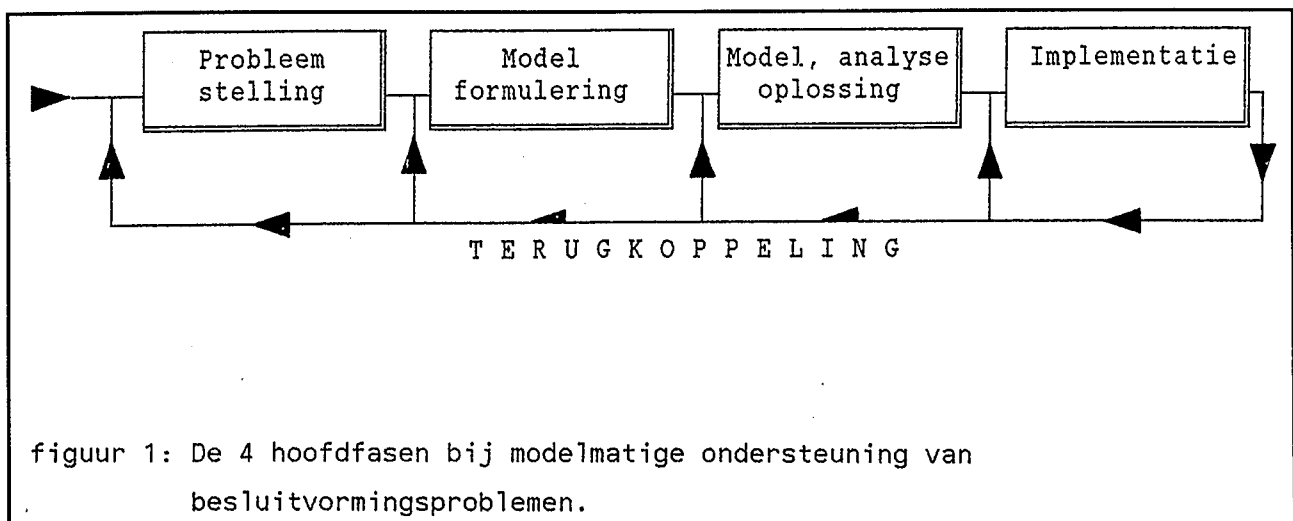 Probleem
stelling
Model
formulering
Model, analyse
oplossing
Implementatie
T E R U G K O P P E L I N G
figuur 1: De 4 hoofdfasen bij modelmatige ondersteuning van
besluitvormingsproblemen.